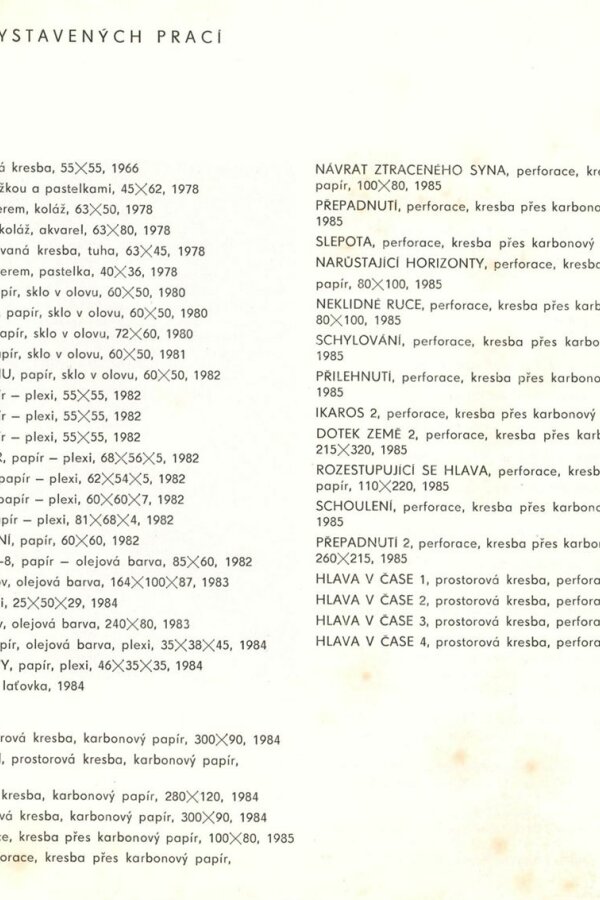 YSTAVENÝCH PRACÍ
á kresba, 55×55, 1966
žkou a pastelkami, 45×62, 1978
erem, koláž, 63×50, 1978
koláž, akvarel, 63×80, 1978
vaná kresba, tuha, 63×45, 1978
erem, pastelka, 40×36, 1978
pír, sklo v olovu, 60×50, 1980
, papír, sklo v olovu, 60×50, 1980
apír, sklo v olovu, 72×60, 1980
pír, sklo v olovu, 60×50, 1981
IU, papír, sklo v olovu, 60×50, 1982
r – plexi, 55×55, 1982
r – plexi, 55×55, 1982
r – plexi, 55×55, 1982
R, papír – plexi, 68×56×5, 1982
papír – plexi, 62×54×5, 1982
papír – plexi, 60×60×7, 1982
pír – plexi, 81×68×4, 1982
NÍ, papír, 60×60, 1982
-8, papír – olejová barva, 85×60, 1982
ov, olejová barva, 164×100×87, 1983
i, 25×50×29, 1984
v, olejová barva, 240×80, 1983
pír, olejová barva, plexi, 35×38×45, 1984
Y, papír, plexi, 46×35×35, 1984
laťovka, 1984
orová kresba, karbonový papír, 300×90, 1984
l, prostorová kresba, karbonový papír,
kresba, karbonový papír, 280×120, 1984
vá kresba, karbonový papír, 300×90, 1984
ce, kresba přes karbonový papír, 100×80, 1985
orace, kresba přes karbonový papír,
NÁVRAT ZTRACENÉHO SYNA, perforace, kre
papír, 100×80, 1985
PŘEPADNUTÍ, perforace, kresba přes karbono
1985
SLEPOTA, perforace, kresba přes karbonový
NARŮSTAJÍCÍ HORIZONTY, perforace, kresba
papír, 80×100, 1985
NEKLIDNÉ RUCE, perforace, kresba přes karb
80×100, 1985
SCHYLOVÁNÍ, perforace, kresba přes karbon
1985
PŘILEHNUTÍ, perforace, kresba přes karbono
1985
IKAROS 2, perforace, kresba přes karbonový
DOTEK ZEMĚ 2, perforace, kresba přes karb
215×320, 1985
ROZESTUPUJÍCÍ SE HLAVA, perforace, kresb
papír, 110×220, 1985
SCHOULENÍ, perforace, kresba přes karbono
1985
PŘEPADNUTÍ 2, perforace, kresba přes karbon
260×215, 1985
HLAVA V ČASE 1, prostorová kresba, perfora
HLAVA V ČASE 2, prostorová kresba, perfora
HLAVA V ČASE 3, prostorová kresba, perfora
HLAVA V ČASE 4, prostorová kresba, perfora